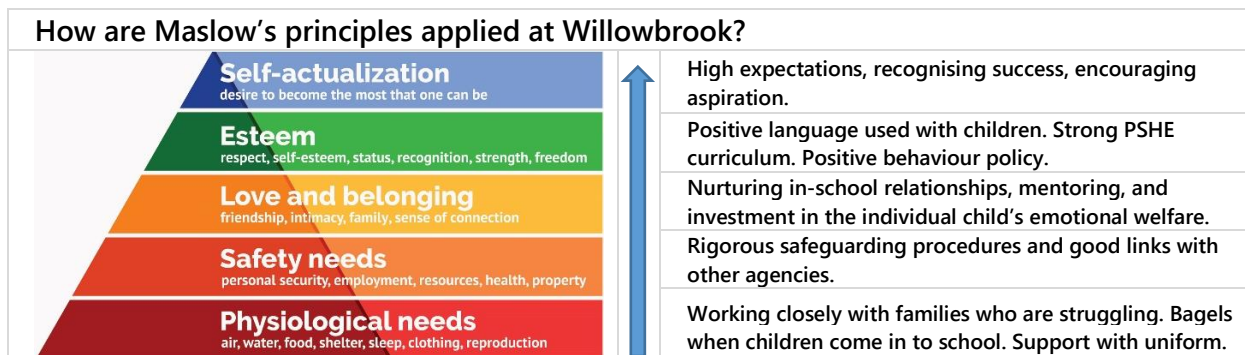 How are Maslow's principles applied at Willowbrook?
Self-actualization
desire to become the most that one can be
High expectations, recognising success, encouraging
aspiration.
Esteem
respect, self-esteem, status, recognition, strength, freedom
Positive language used with children. Strong PSHE
curriculum. Positive behaviour policy.
Love and belonging
friendship, intimacy, family, sense of connection
Nurturing in-school relationships, mentoring, and
investment in the individual child's emotional welfare.
Safety needs
personal security, employment, resources, health, property
Rigorous safeguarding procedures and good links with
other agencies.
Physiological needs
air, water, food, shelter, sleep, clothing, reproduction
Working closely with families who are struggling. Bagels
when children come in to school. Support with uniform.